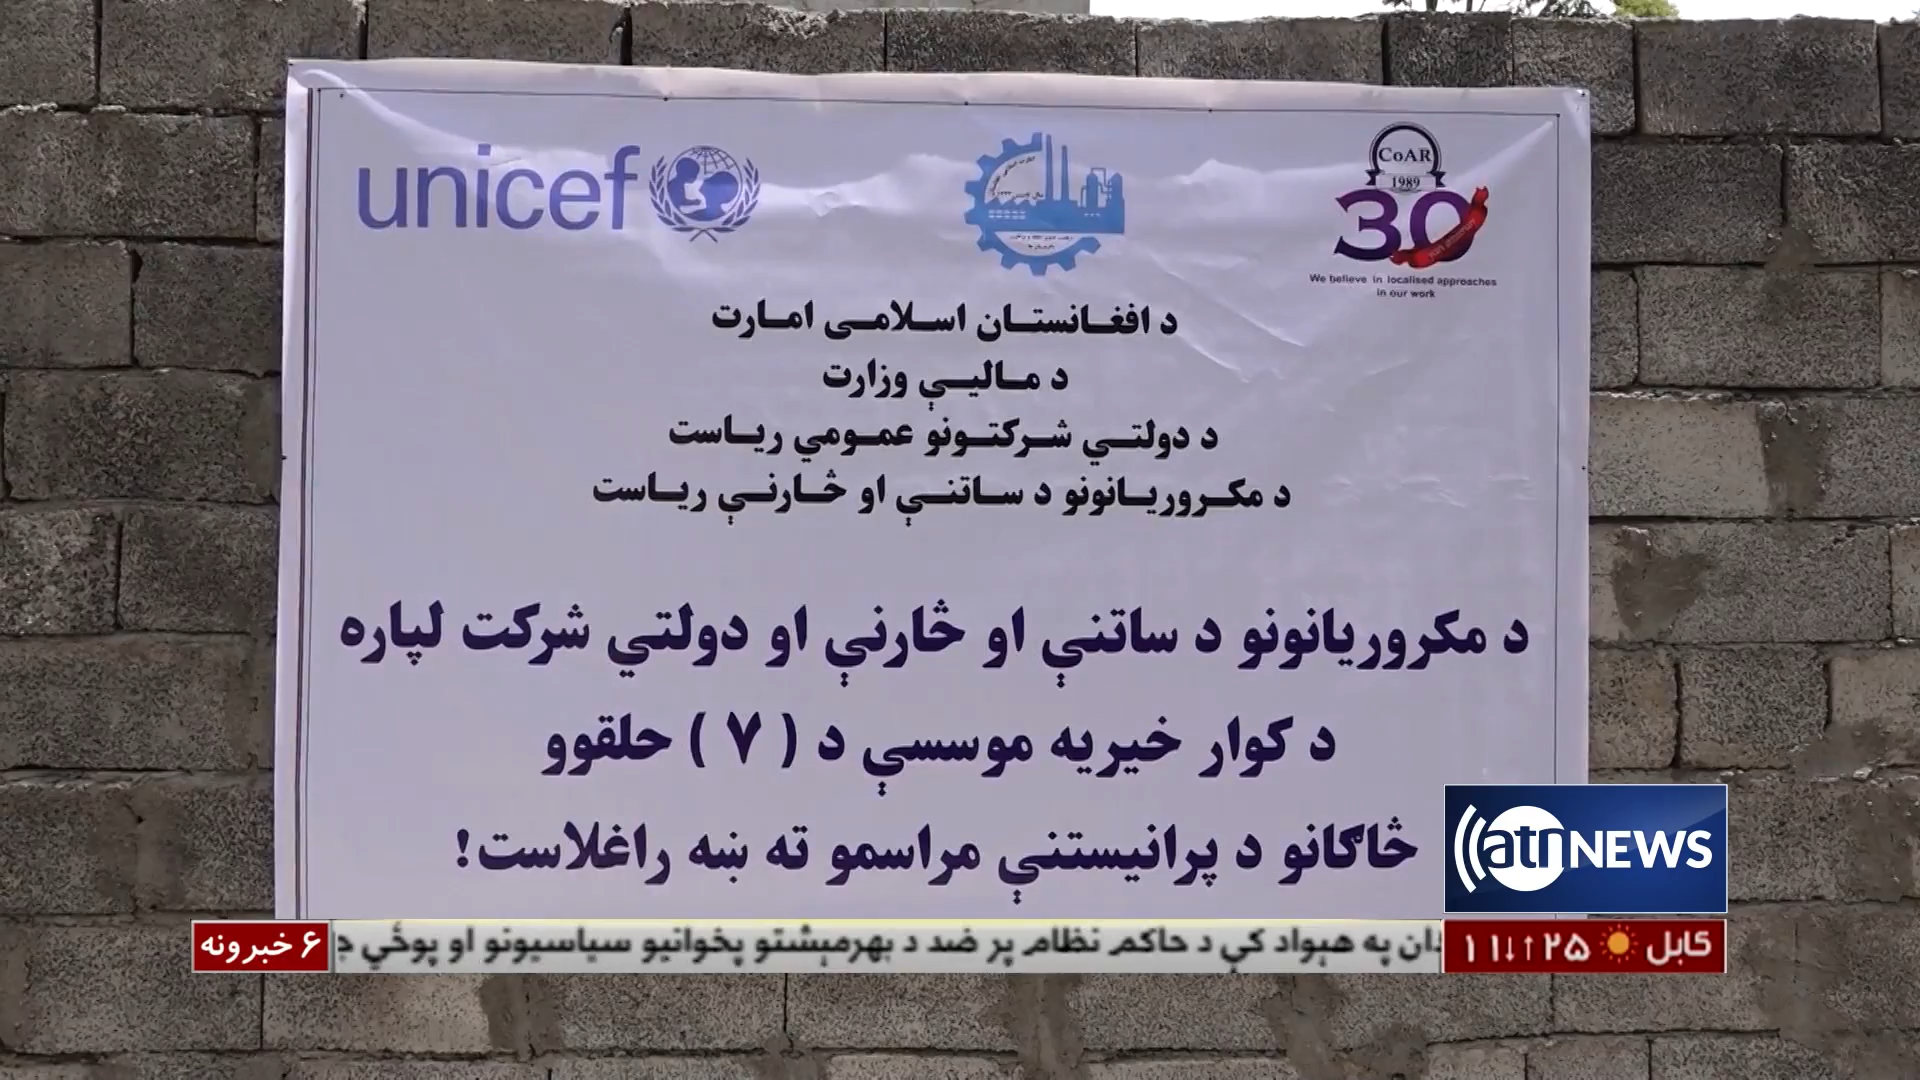 unicef
CoAR
1989
30
We believe in localised approaches
in our work
د افغانستان اسلامی امارت
د مالیې وزارت
د دولتي شرکتونو عمومي ریاست
د مکروریانونو د ساتنې او څارنې ریاست
د مکروریانونو د ساتنې او څارنې او دولتي شرکت لپاره
د کوار خیریه موسسې د ( ۷ ) حلقوو
څاګانو د پرانیستنې مراسمو ته ښه راغلاست!
atn NEWS
۶ خبرونه
دان په هېواد کې د حاکم نظام پر ضد د بهرمېشتو پخوانیو سیاسیونو او پوځي
کابل ۲۵↑↓۱۱